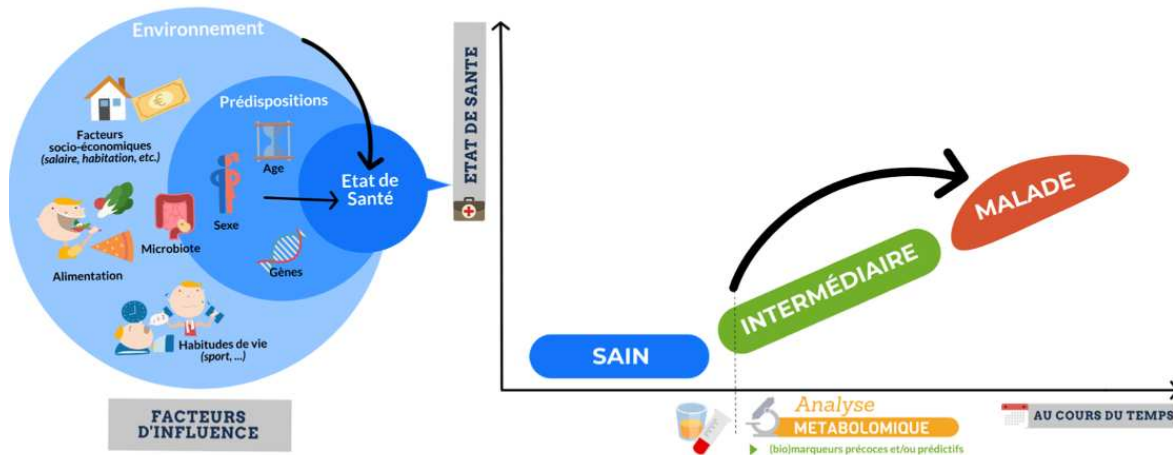 Environnement
Prédispositions
Facteurs
socio-économiques
(salaire, habitation, etc.)
Age
Etat de
Santé
Sexe
Microbiote
Alimentation
Gènes
Habitudes de vie
(sport, ...)
FACTEURS
D'INFLUENCE
ETAT DE SANTE
SAIN
INTERMÉDIAIRE
MALADE
Analyse
METABOLOMIQUE
(bio)marqueurs précoces et/ou prédictifs
AU COURS DU TEMPS